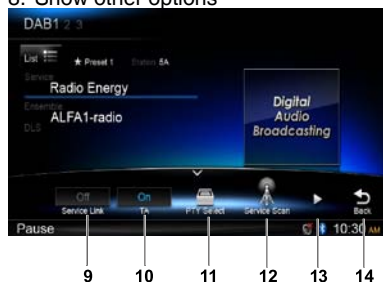 8. Show other options
DAB1 2 3
List ★ Preset 1 Station 5A
Service
Radio Energy
Ensemble
ALFA1-radio
DLS
Digital
Audio
Broadcasting
Off On
Service Link TA PTY Select Service Scan Back
Pause 10:30 AM
9 10 11 12 13 14